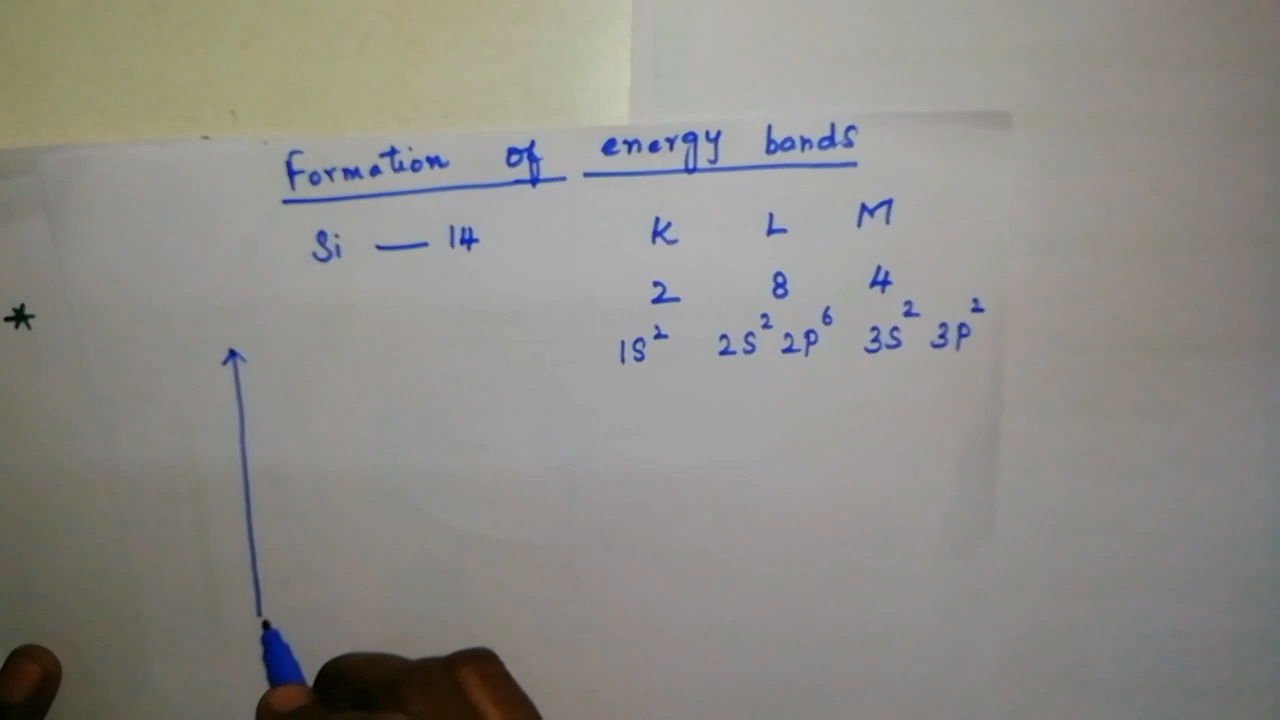 Formation of energy bands
Si — 14 K L M
2 8 4
*
1s² 2s² 2p⁶ 3s² 3p²